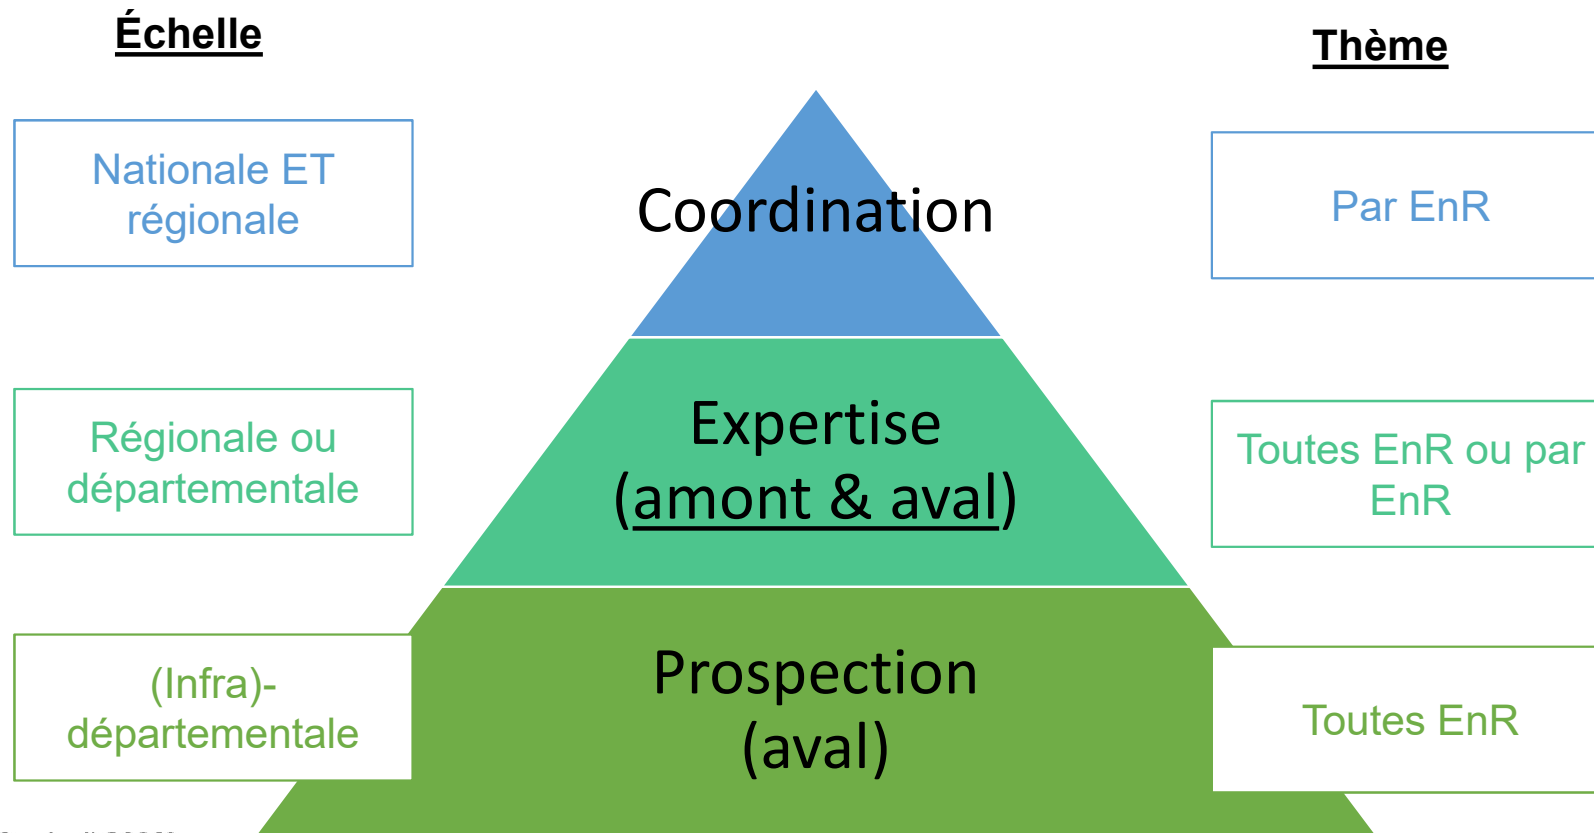 Échelle
Thème
Nationale ET
régionale
Coordination
Par EnR
Régionale ou
départementale
Expertise
(amont & aval)
Toutes EnR ou par
EnR
(Infra)-
départementale
Prospection
(aval)
Toutes EnR